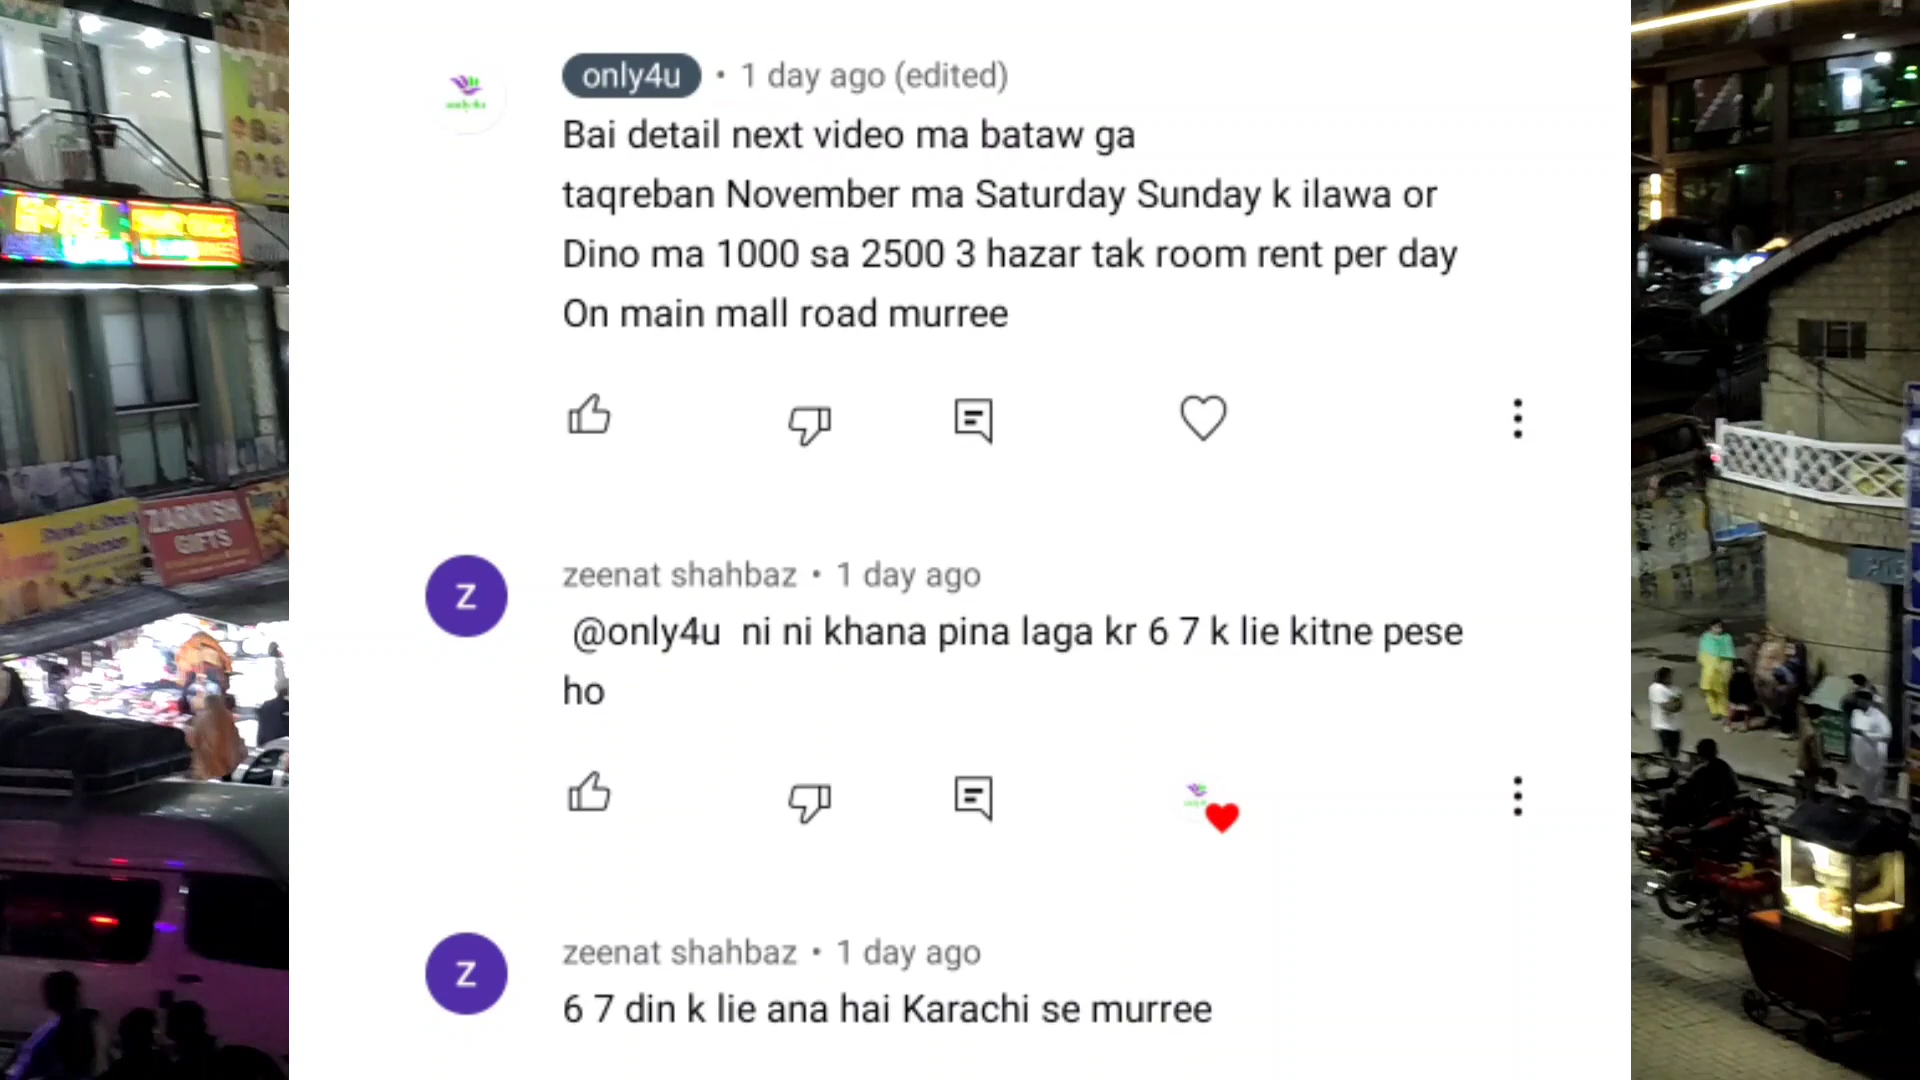 only4u • 1 day ago (edited)
Bai detail next video ma bataw ga
taqreban November ma Saturday Sunday k ilawa or
Dino ma 1000 sa 2500 3 hazar tak room rent per day
On main mall road murree
Z
zeenat shahbaz • 1 day ago
@only4u ni ni khana pina laga kr 6 7 k lie kitne pese
ho
Z
zeenat shahbaz • 1 day ago
6 7 din k lie ana hai Karachi se murree
ZARKISH
GIFTS